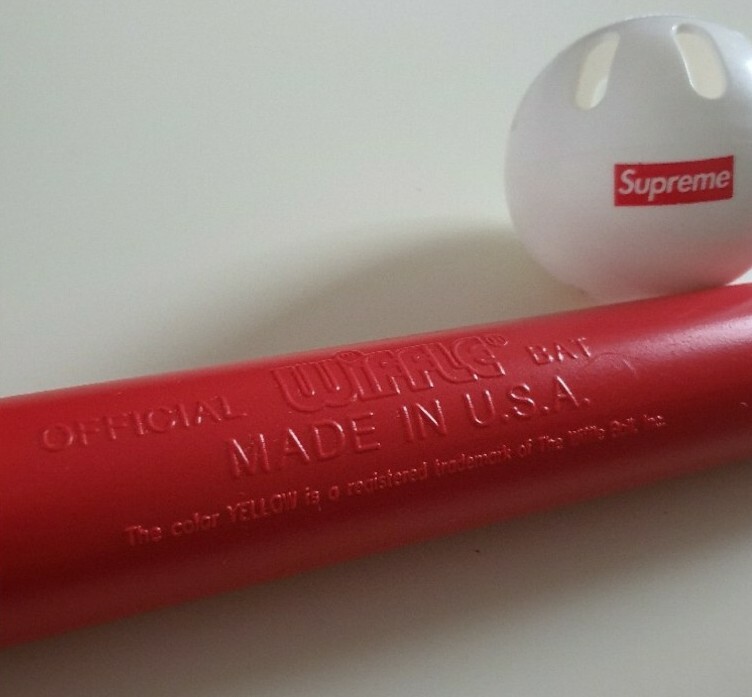 Supreme
OFFICIAL WIFFLE® BAT
MADE IN U.S.A.
The color YELLOW is a registered trademark of The Wiffle Ball, Inc.